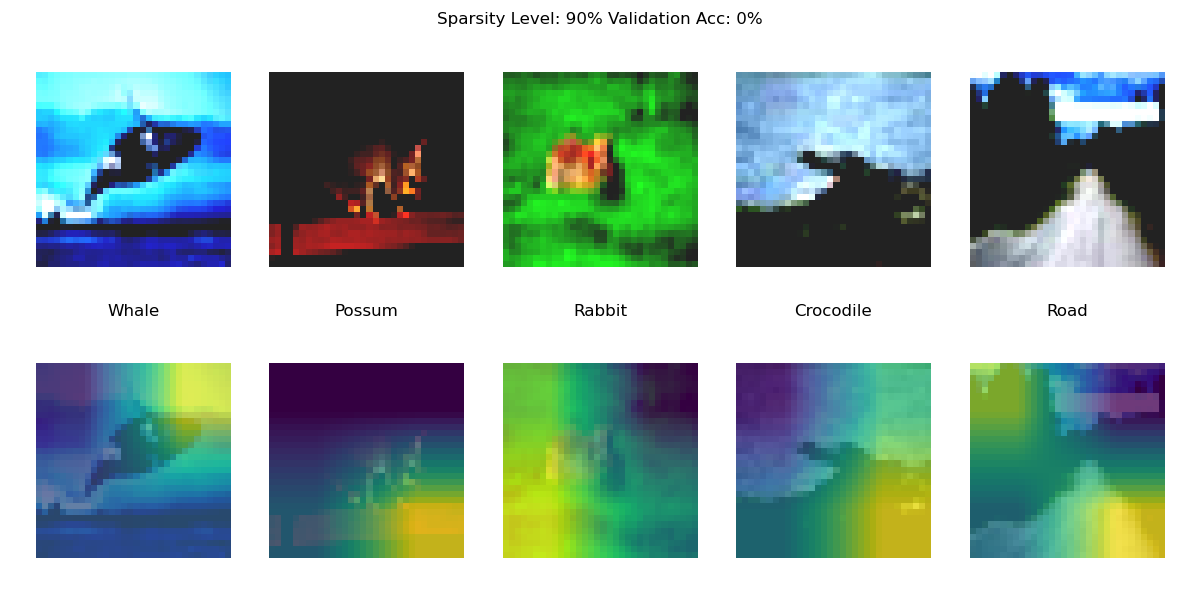 Sparsity Level: 90% Validation Acc: 0%
Whale
Possum
Rabbit
Crocodile
Road